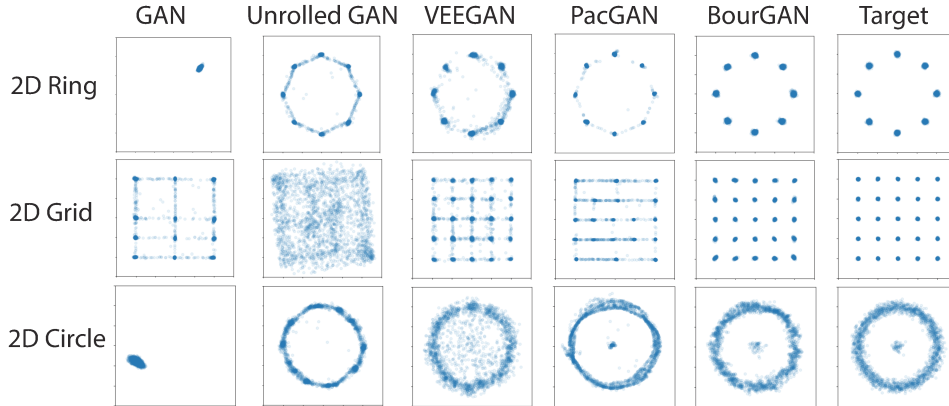 GAN Unrolled GAN VEEGAN PacGAN BourGAN Target
2D Ring
2D Grid
2D Circle